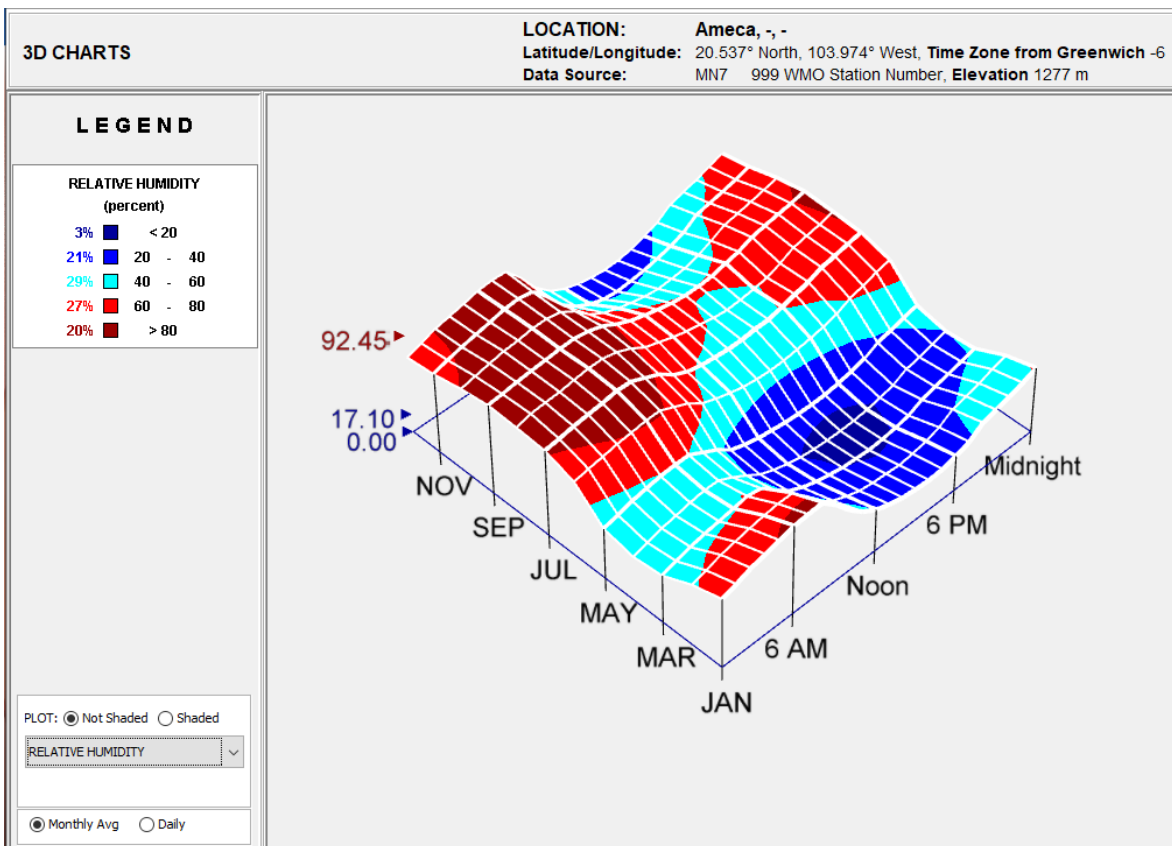 3D CHARTS
LOCATION: Ameca, -, -
Latitude/Longitude: 20.537° North, 103.974° West, Time Zone from Greenwich -6
Data Source: MN7 999 WMO Station Number, Elevation 1277 m
LEGEND
RELATIVE HUMIDITY
(percent)
3% < 20
21% 20 - 40
29% 40 - 60
27% 60 - 80
20% > 80
92.45
17.10
0.00
NOV
SEP
JUL
MAY
MAR
JAN
6 AM
Noon
6 PM
Midnight
PLOT: Not Shaded Shaded
RELATIVE HUMIDITY
Monthly Avg Daily